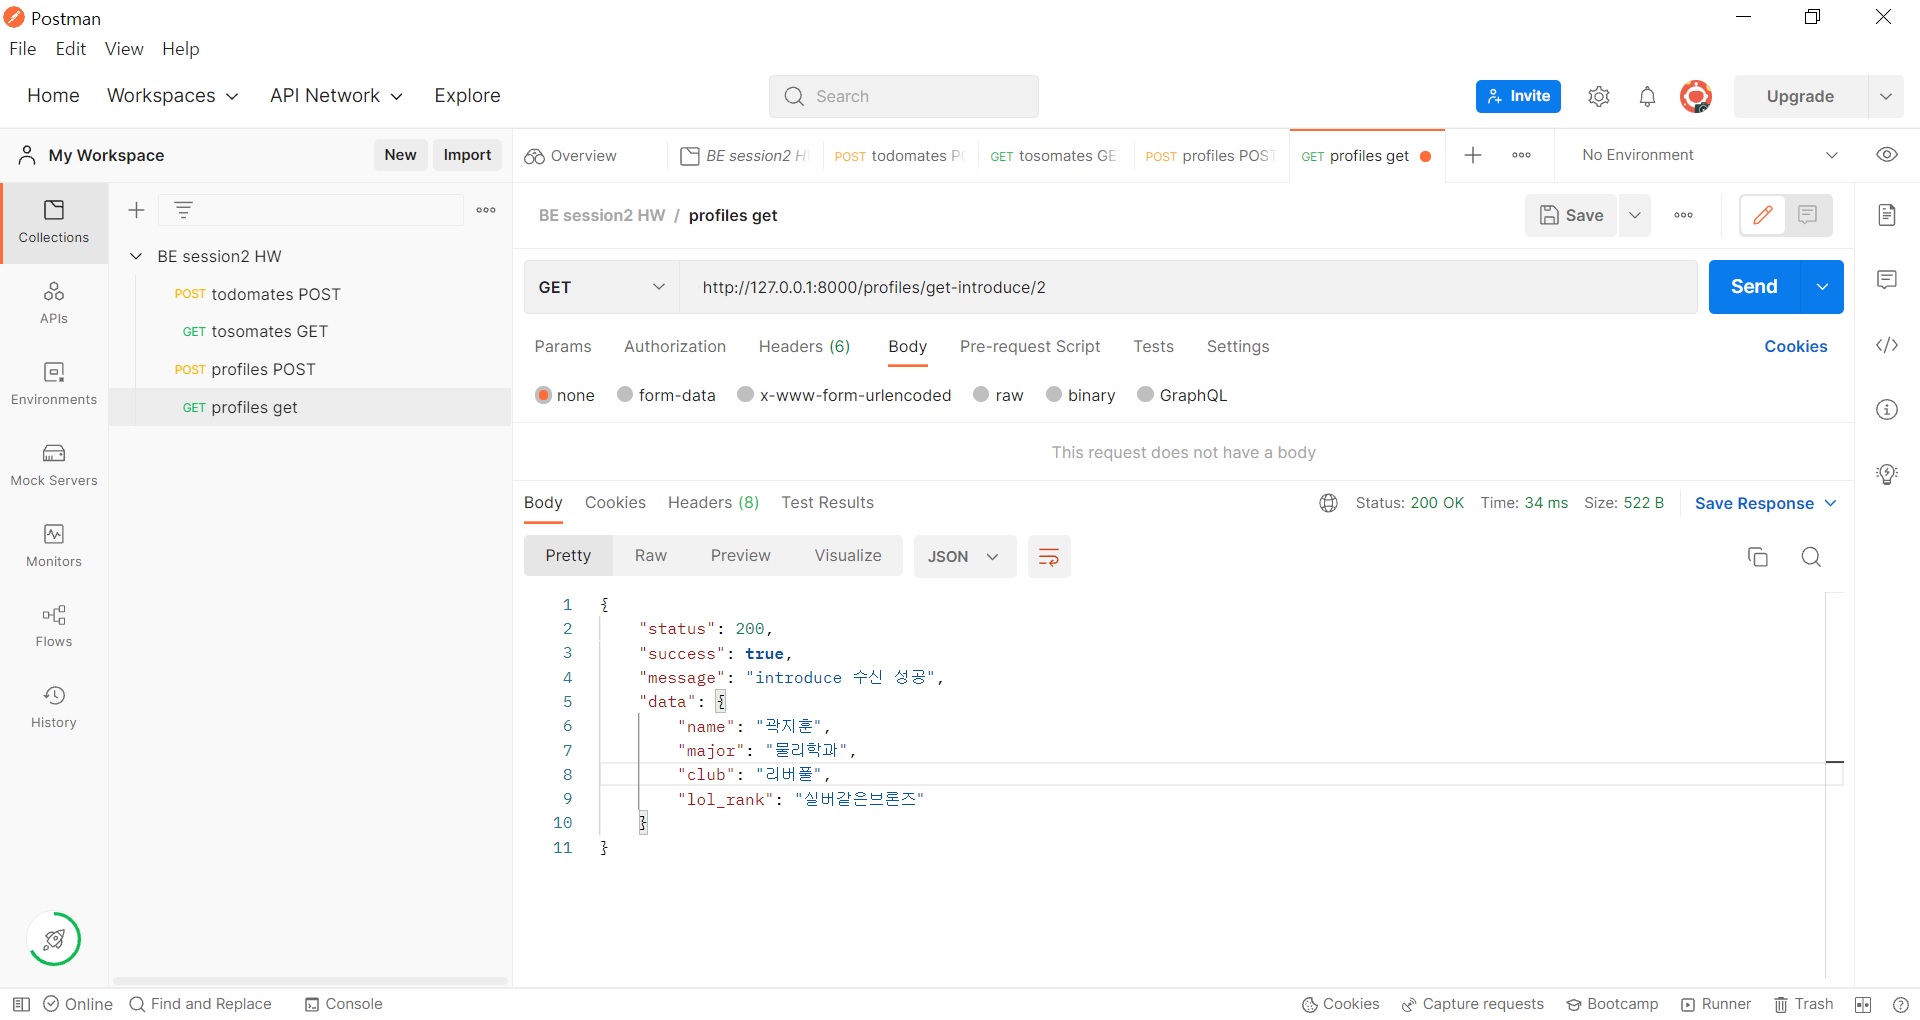 Postman
File Edit View Help
Home Workspaces API Network Explore Search Invite Upgrade
My Workspace New Import Overview BE session2 H POST todomates PO GET tosomates GE POST profiles POST GET profiles get No Environment
Collections
APIs
Environments
Mock Servers
Monitors
Flows
History
BE session2 HW
POST todomates POST
GET tosomates GET
POST profiles POST
GET profiles get
BE session2 HW / profiles get Save
GET http://127.0.0.1:8000/profiles/get-introduce/2 Send
Params Authorization Headers (6) Body Pre-request Script Tests Settings Cookies
none form-data x-www-form-urlencoded raw binary GraphQL
This request does not have a body
Body Cookies Headers (8) Test Results Status: 200 OK Time: 34 ms Size: 522 B Save Response
Pretty Raw Preview Visualize JSON
1 {
2 "status": 200,
3 "success": true,
4 "message": "introduce 수신 성공",
5 "data": {
6 "name": "곽지훈",
7 "major": "물리학과",
8 "club": "리버풀",
9 "lol_rank": "실버같은브론즈"
10 }
11 }
Online Find and Replace Console Cookies Capture requests Bootcamp Runner Trash